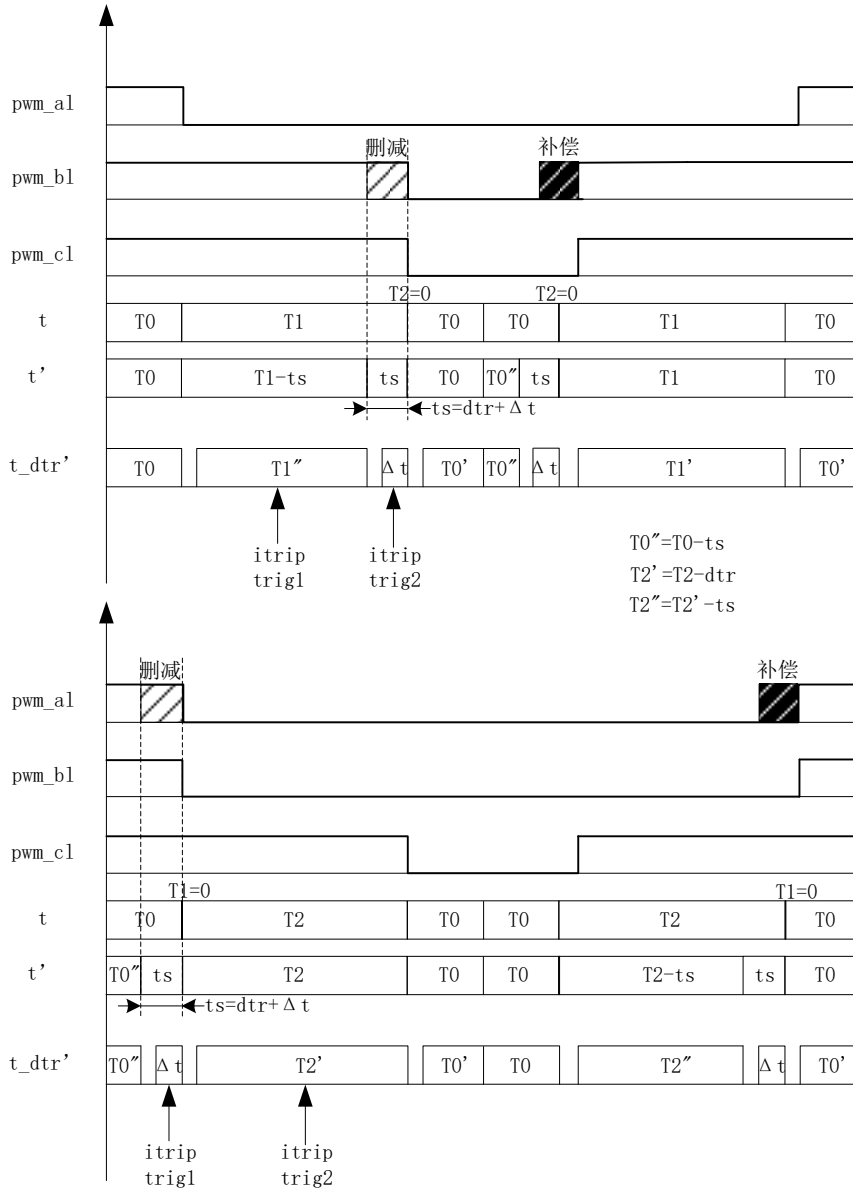 pwm_al
删减 补偿
pwm_bl
pwm_cl
T2=0 T2=0
t T0 T1 T0 T0 T1 T0
t’ T0 T1-ts ts T0 T0″ ts T1 T0
ts=dtr+Δt
t_dtr’ T0 T1″ Δt T0' T0″ Δt T1' T0'
itrip itrip
trig1 trig2
T0″=T0-ts
T2'=T2-dtr
T2″=T2'-ts
删减 补偿
pwm_al
pwm_bl
pwm_cl
T1=0 T1=0
t T0 T2 T0 T0 T2 T0
t’ T0″ ts T2 T0 T0 T2-ts ts T0
ts=dtr+Δt
t_dtr’ T0″ Δt T2' T0' T0 T2″ Δt T0'
itrip itrip
trig1 trig2